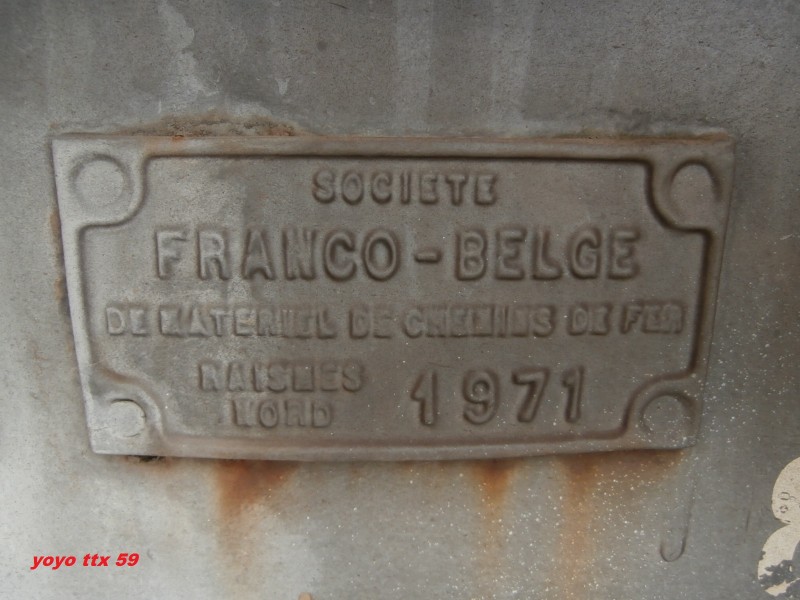 SOCIETE
FRANCO-BELGE
DE MATERIEL DE CHEMINS DE FER
RAISMES
NORD
1971
yoyo ttx 59